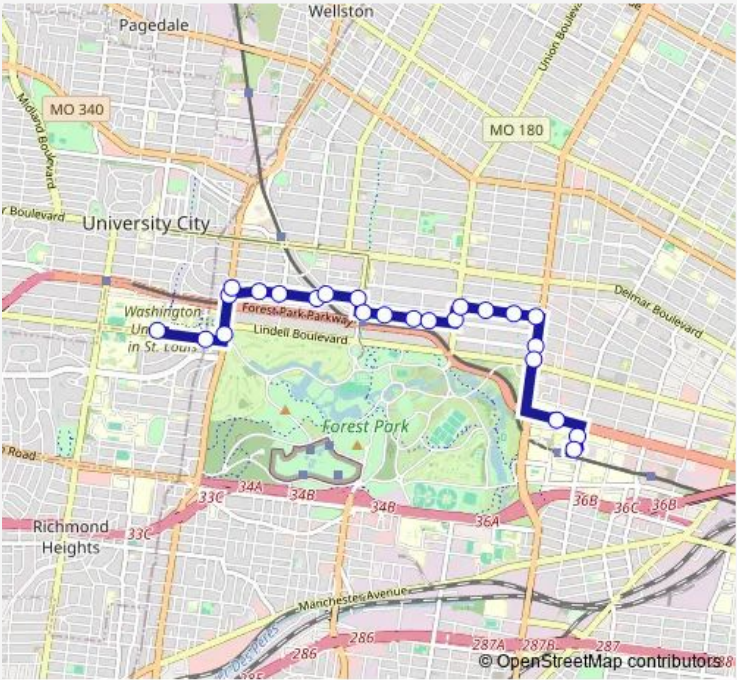 Wellston
Pagedale
Union Boulev
MO 340
Midland Boulevard
MO 180
r Boulevard
University City
Delmar Boulevard
Washington
in St. Louis
Forest Park Parkway
Lindell Boulevard
Forest Park
Road
33C
34A
34B
34B
36A
36B
36C
36B
33C
Richmond
Heights
Manchester Avenue
286
287A
287B
287
286
© OpenStreetMap contributors